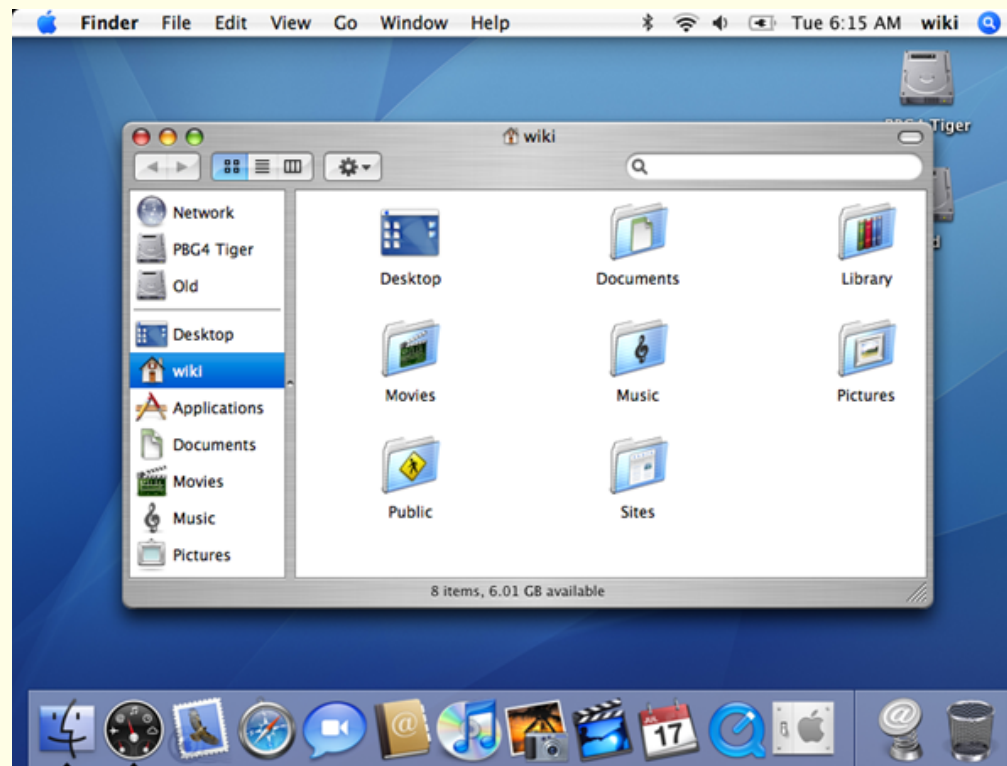 Finder File Edit View Go Window Help Tue 6:15 AM wiki
Tiger
wiki
Network
PBG4 Tiger
Old
Desktop
wiki
Applications
Documents
Movies
Music
Pictures
Desktop Documents Library
Movies Music Pictures
Public Sites
8 items, 6.01 GB available
JUL
17